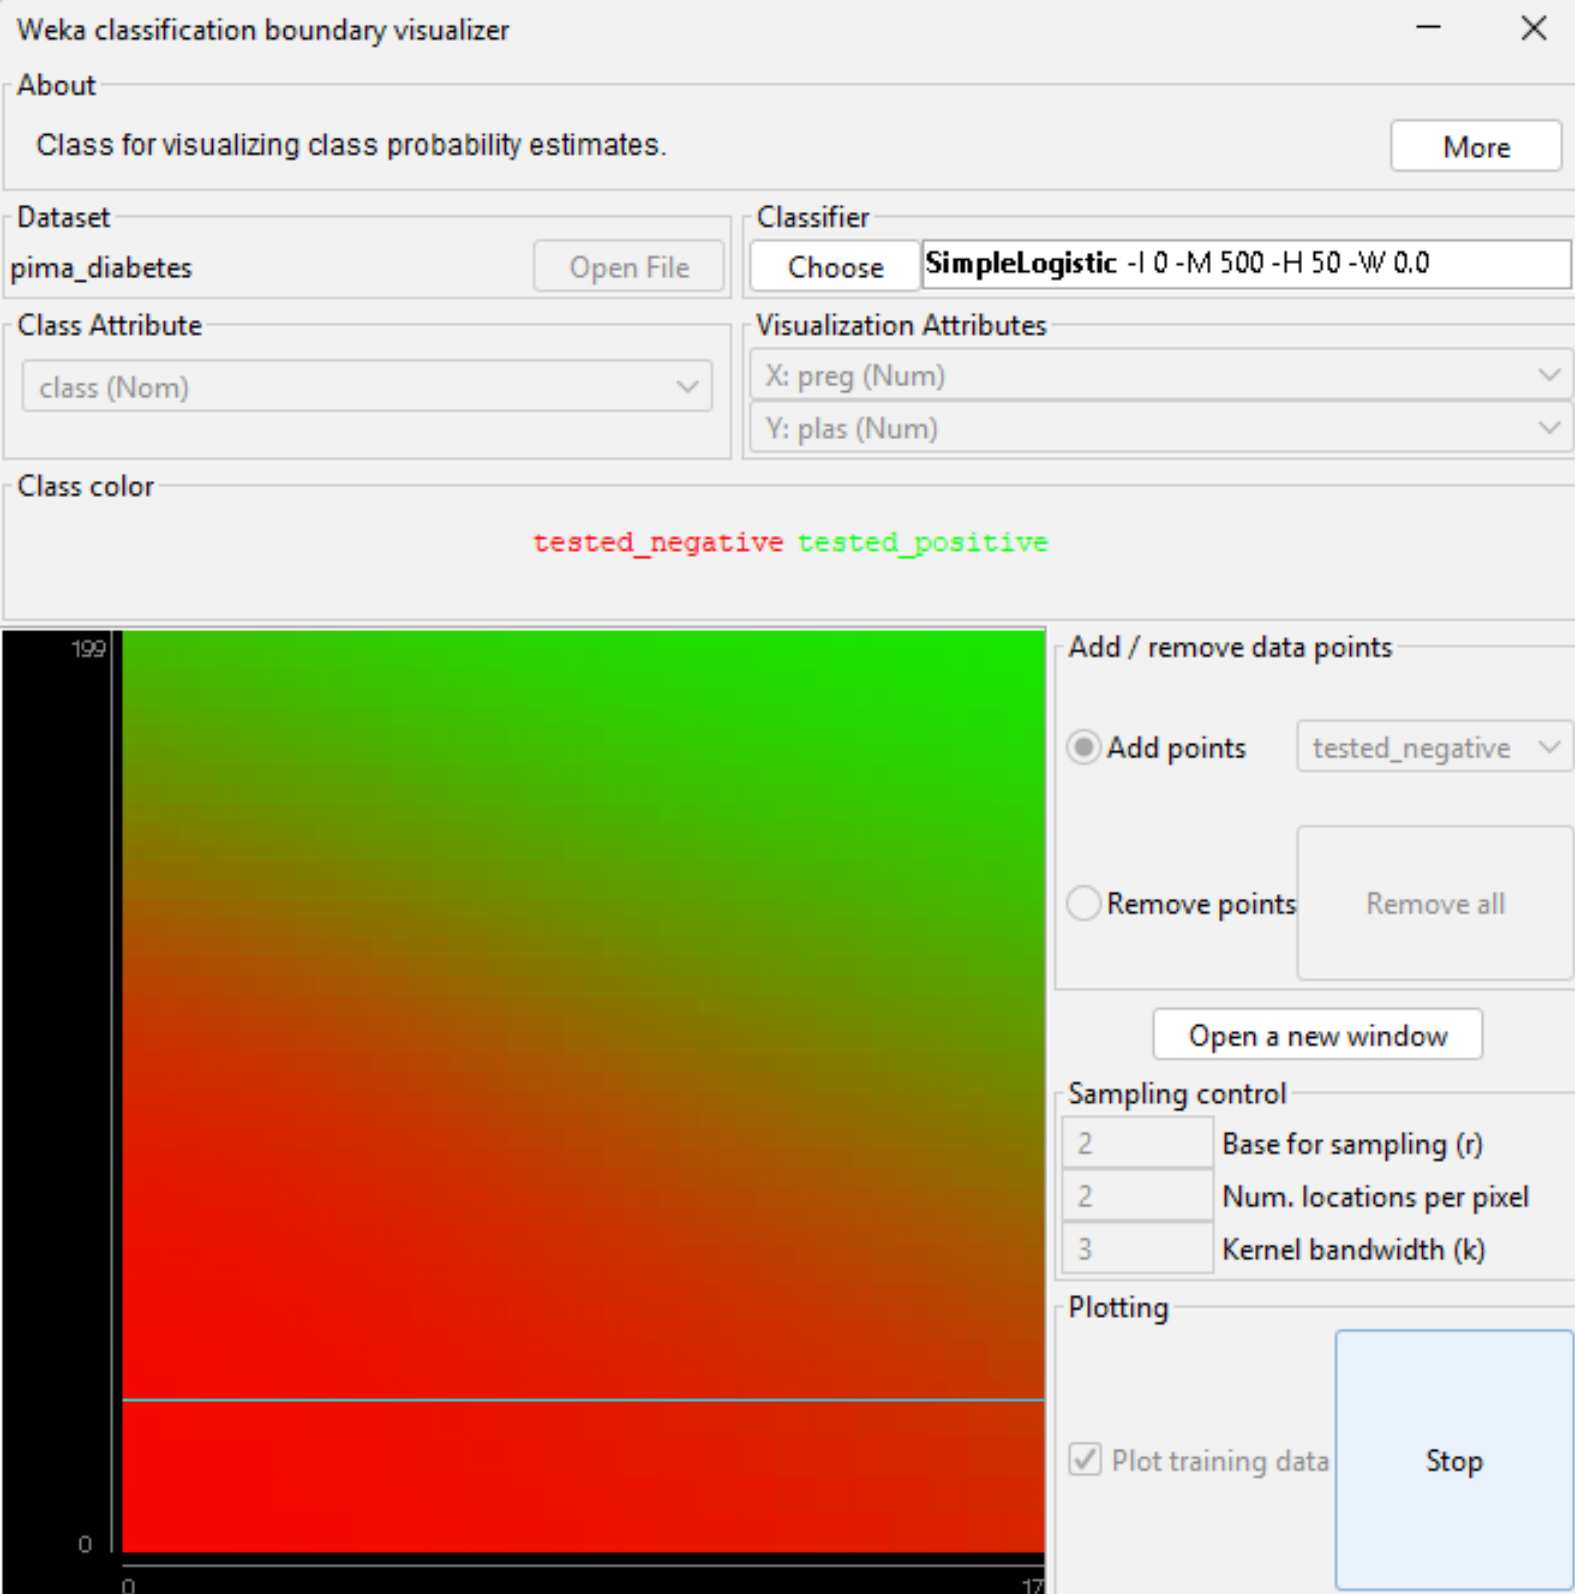 Weka classification boundary visualizer
About
Class for visualizing class probability estimates.
More
Dataset
pima_diabetes
Open File
Classifier
Choose
SimpleLogistic -I 0 -M 500 -H 50 -W 0.0
Class Attribute
class (Nom)
Visualization Attributes
X: preg (Num)
Y: plas (Num)
Class color
tested_negative tested_positive
199
0
0
17
Add / remove data points
Add points
tested_negative
Remove points
Remove all
Open a new window
Sampling control
2 Base for sampling (r)
2 Num. locations per pixel
3 Kernel bandwidth (k)
Plotting
Plot training data
Stop